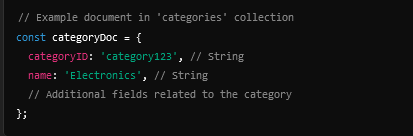 // Example document in 'categories' collection
const categoryDoc = {
categoryID: 'category123', // String
name: 'Electronics', // String
// Additional fields related to the category
};